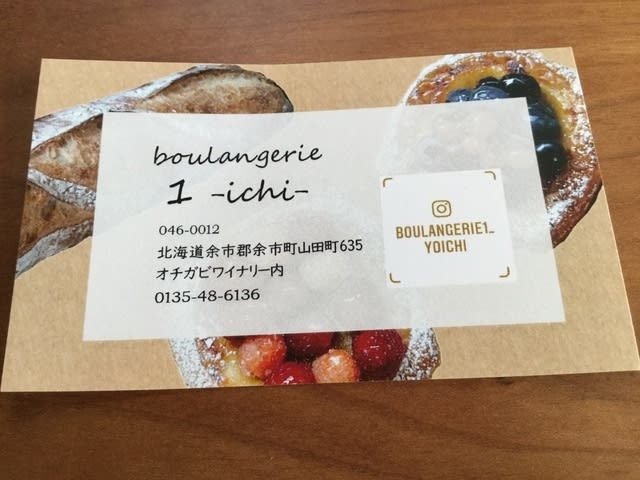 boulangerie
1 -ichi-
046-0012
北海道余市郡余市町山田町635
オチガビワイナリー内
0135-48-6136
BOULANGERIE1_
YOICHI